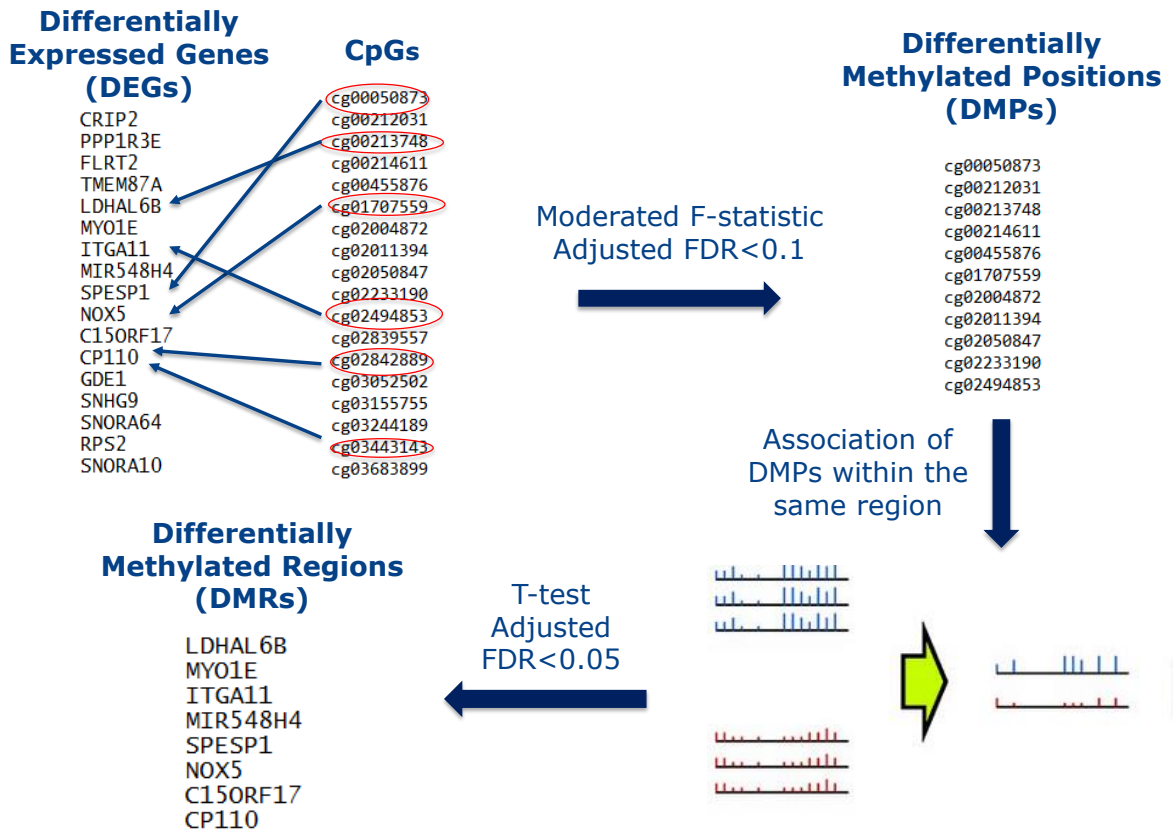 Differentially
Expressed Genes
(DEGs)
CRIP2
PPP1R3E
FLRT2
TMEM87A
LDHAL6B
MYO1E
ITGA11
MIR548H4
SPESP1
NOX5
C15ORF17
CP110
GDE1
SNHG9
SNORA64
RPS2
SNORA10
CpGs
cg00050873
cg00212031
cg00213748
cg00214611
cg00455876
cg01707559
cg02004872
cg02011394
cg02050847
cg02233190
cg02494853
cg02839557
cg02842889
cg03052502
cg03155755
cg03244189
cg03443143
cg03683899
Moderated F-statistic
Adjusted FDR<0.1
Differentially
Methylated Positions
(DMPs)
cg00050873
cg00212031
cg00213748
cg00214611
cg00455876
cg01707559
cg02004872
cg02011394
cg02050847
cg02233190
cg02494853
Association of
DMPs within the
same region
T-test
Adjusted
FDR<0.05
Differentially
Methylated Regions
(DMRs)
LDHAL6B
MYO1E
ITGA11
MIR548H4
SPESP1
NOX5
C15ORF17
CP110